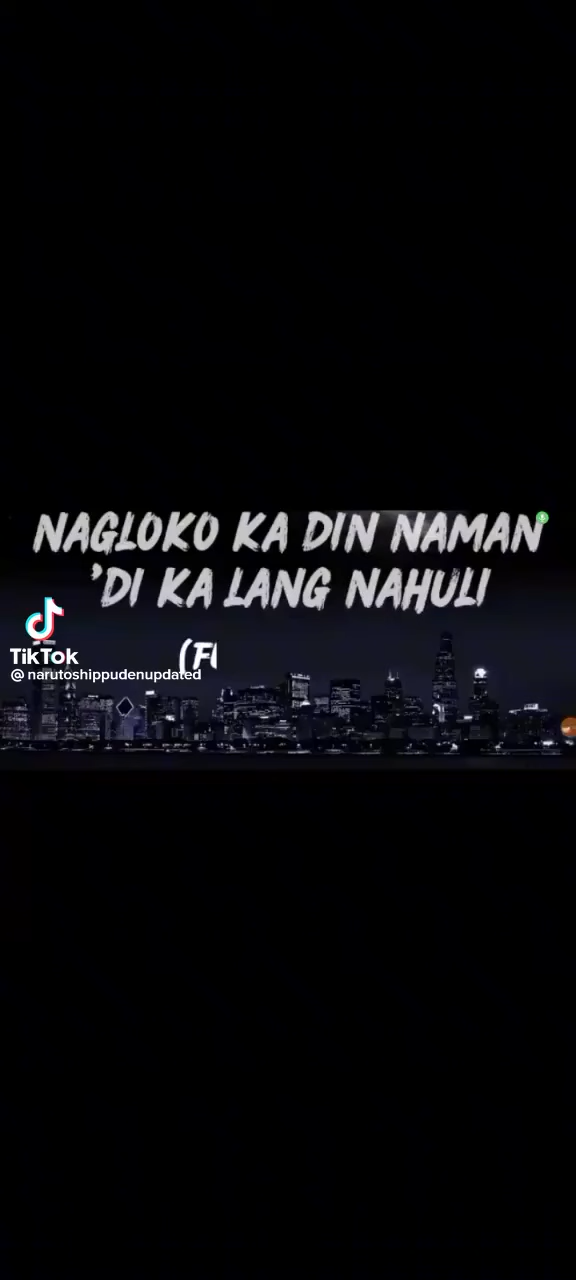 NAGLOKO KA DIN NAMAN
'DI KA LANG NAHULI
TikTok
@ narutoshippudenupdated